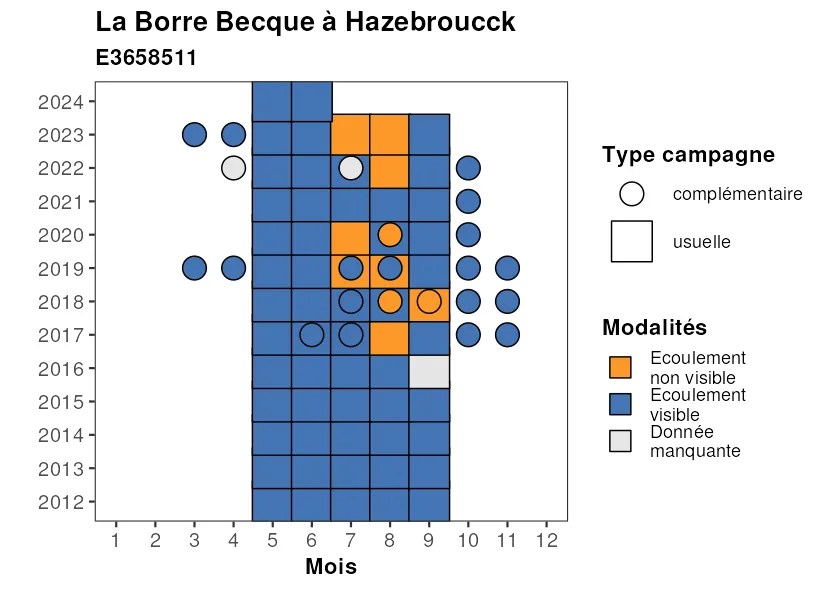 La Borre Becque à Hazebroucck
E3658511
2024
2023
2022
2021
2020
2019
2018
2017
2016
2015
2014
2013
2012
1 2 3 4 5 6 7 8 9 10 11 12
Mois
Type campagne
complémentaire
usuelle
Modalités
Ecoulement
non visible
Ecoulement
visible
Donnée
manquante